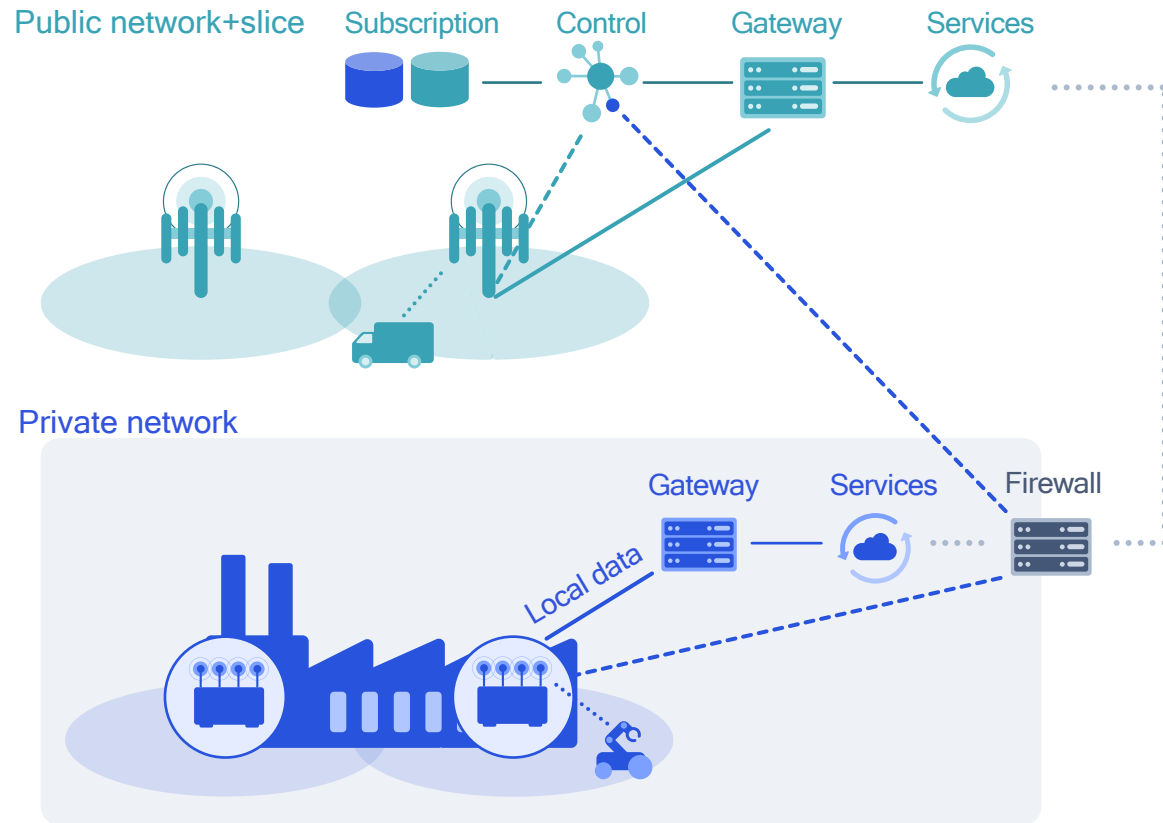 Public network+slice
Subscription
Control
Gateway
Services
Private network
Gateway
Services
Firewall
Local data